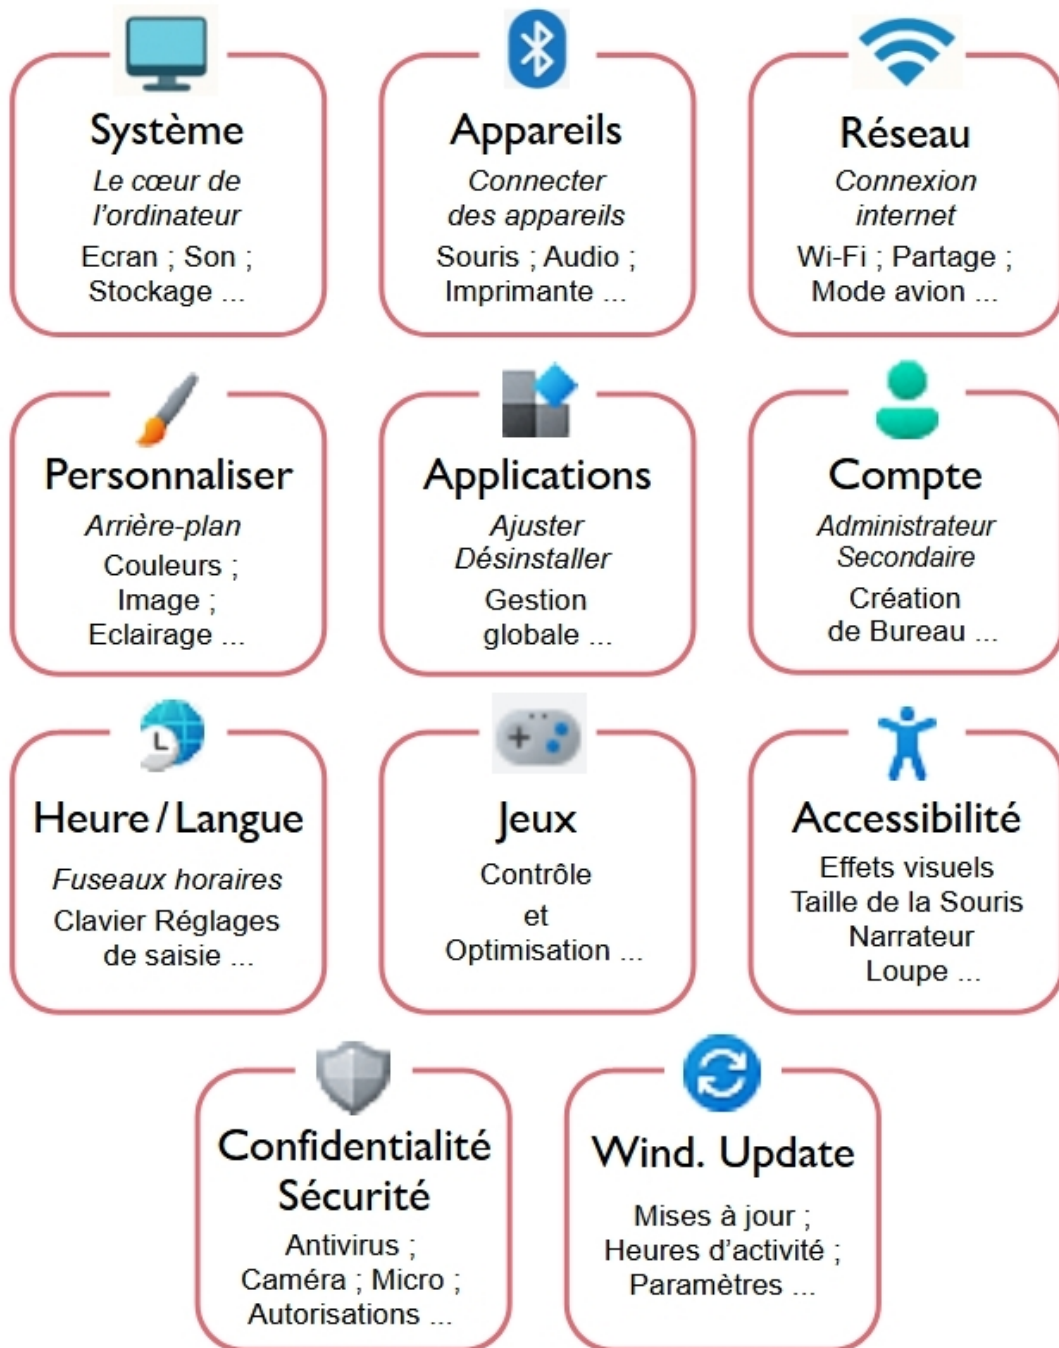 Système
Le cœur de
l'ordinateur
Ecran ; Son ;
Stockage ...
Appareils
Connecter
des appareils
Souris ; Audio ;
Imprimante ...
Réseau
Connexion
internet
Wi-Fi ; Partage ;
Mode avion ...
Personnaliser
Arrière-plan
Couleurs ;
Image ;
Eclairage ...
Applications
Ajuster
Désinstaller
Gestion
globale ...
Compte
Administrateur
Secondaire
Création
de Bureau ...
Heure / Langue
Fuseaux horaires
Clavier Réglages
de saisie ...
Jeux
Contrôle
et
Optimisation ...
Accessibilité
Effets visuels
Taille de la Souris
Narrateur
Loupe ...
Confidentialité
Sécurité
Antivirus ;
Caméra ; Micro ;
Autorisations ...
Wind. Update
Mises à jour ;
Heures d'activité ;
Paramètres ...